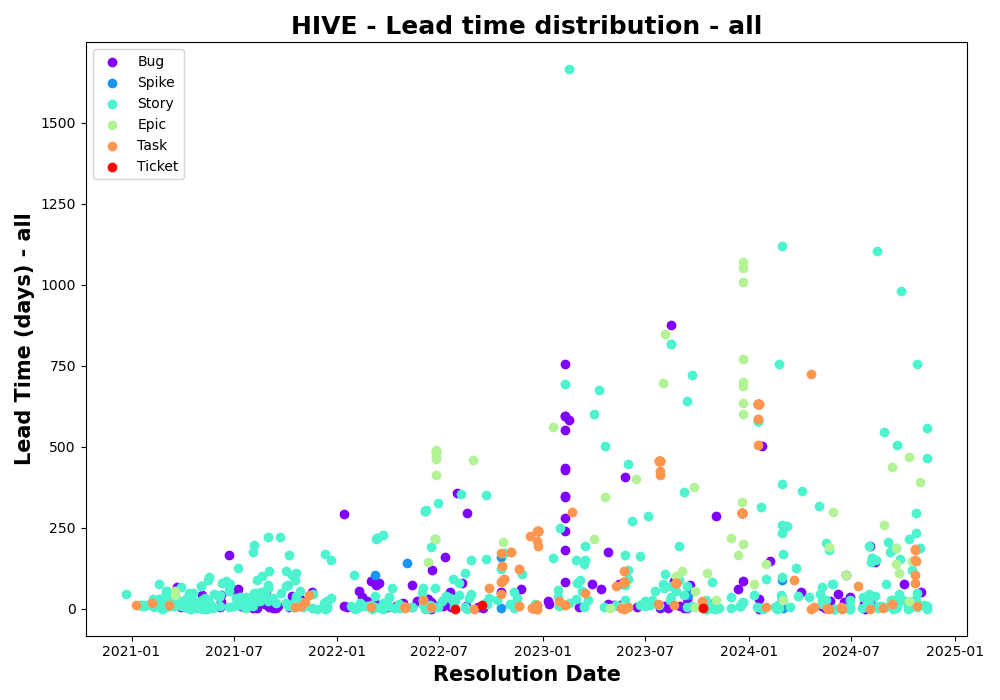 HIVE - Lead time distribution - all
Bug
Spike
Story
Epic
Task
Ticket
Lead Time (days) - all
1500
1250
1000
750
500
250
0
2021-01 2021-07 2022-01 2022-07 2023-01 2023-07 2024-01 2024-07 2025-01
Resolution Date